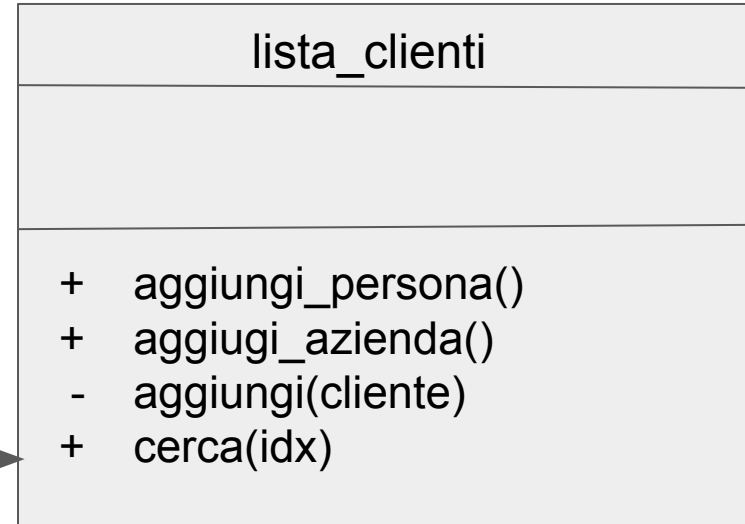 lista_clienti
+ aggiungi_persona()
+ aggiugi_azienda()
- aggiungi(cliente)
+ cerca(idx)